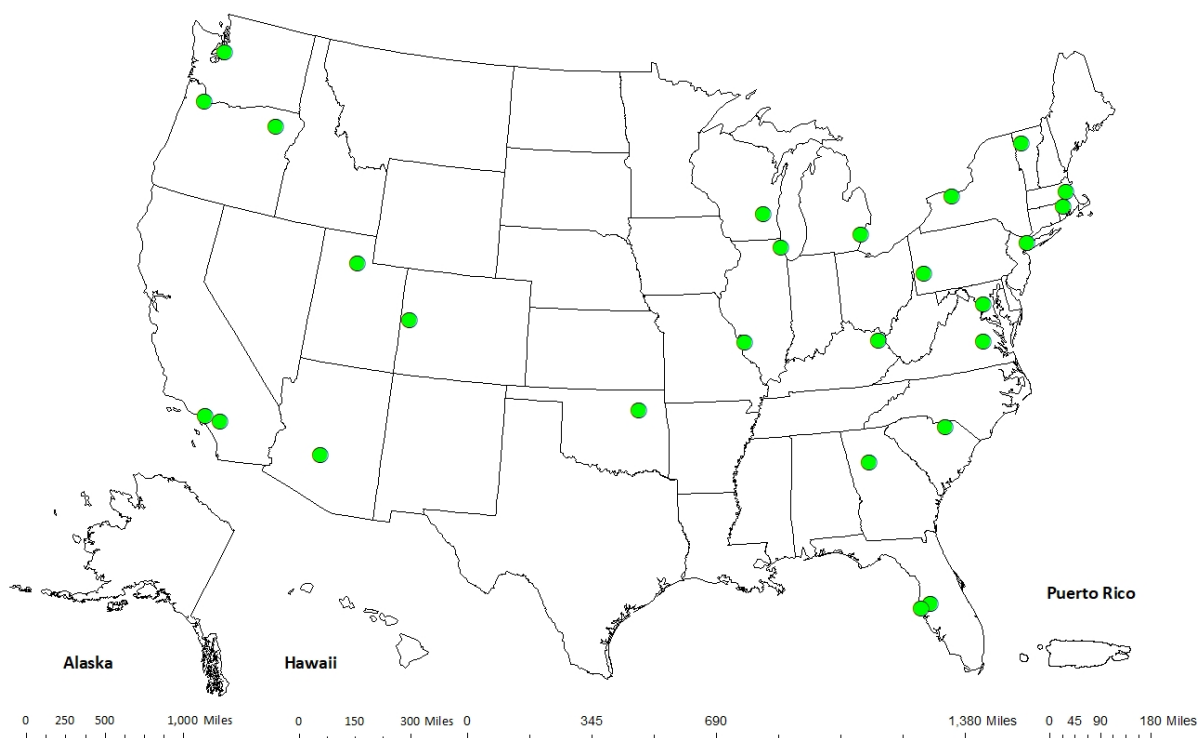 Puerto Rico
Alaska
Hawaii
0 250 500 1,000 Miles
0 150 300 Miles
0 345 690 1,380 Miles
0 45 90 180 Miles